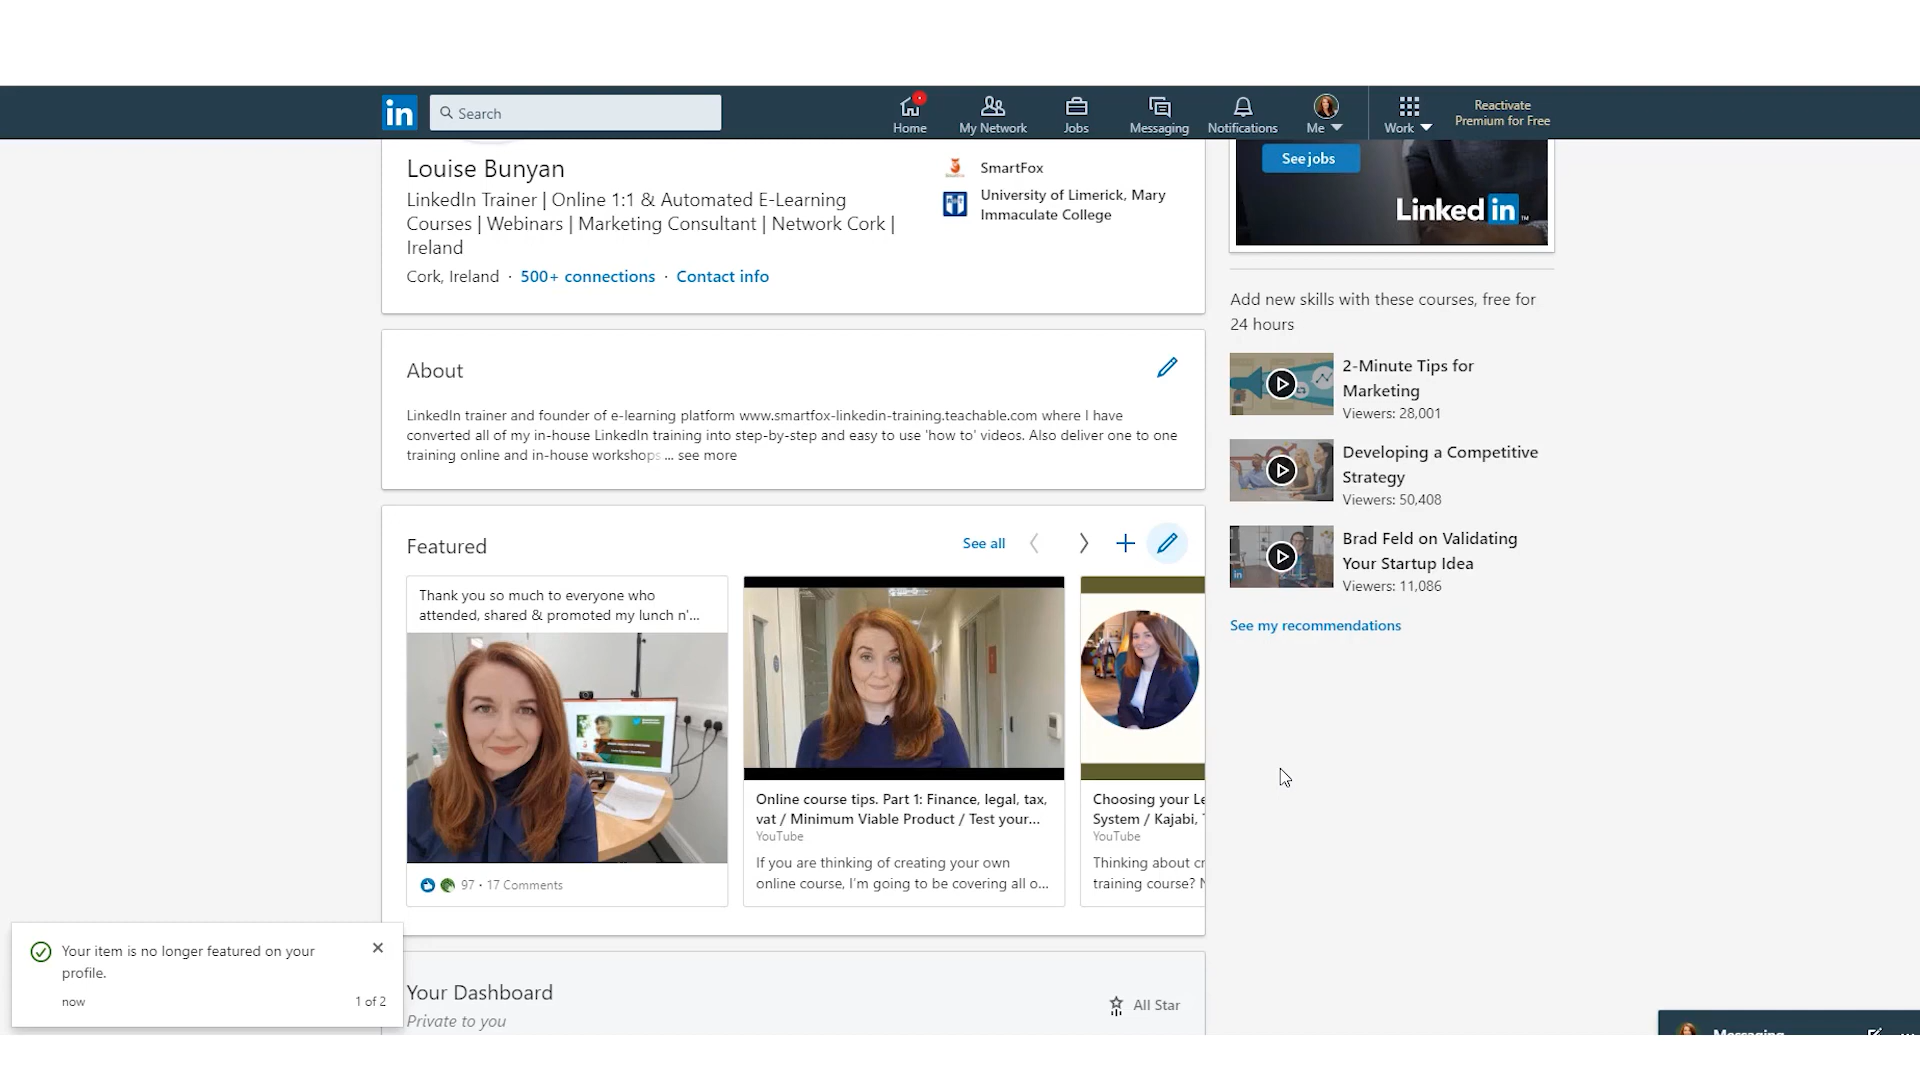 in
Search
Home
My Network
Jobs
Messaging
Notifications
Me
Work
Reactivate
Premium for Free
Louise Bunyan
LinkedIn Trainer | Online 1:1 & Automated E-Learning
Courses | Webinars | Marketing Consultant | Network Cork |
Ireland
Cork, Ireland · 500+ connections · Contact info
SmartFox
University of Limerick, Mary
Immaculate College
See jobs
Linked in
About
LinkedIn trainer and founder of e-learning platform www.smartfox-linkedin-training.teachable.com where I have
converted all of my in-house LinkedIn training into step-by-step and easy to use 'how to' videos. Also deliver one to one
training online and in-house workshops ... see more
Featured
See all
Thank you so much to everyone who
attended, shared & promoted my lunch n'...
97 · 17 Comments
Online course tips. Part 1: Finance, legal, tax,
vat / Minimum Viable Product / Test your...
YouTube
If you are thinking of creating your own
online course, I'm going to be covering all o...
Choosing your Le
System / Kajabi,
YouTube
Thinking about cr
training course?
Your Dashboard
Private to you
All Star
Add new skills with these courses, free for
24 hours
2-Minute Tips for
Marketing
Viewers: 28,001
Developing a Competitive
Strategy
Viewers: 50,408
Brad Feld on Validating
Your Startup Idea
Viewers: 11,086
See my recommendations
Your item is no longer featured on your
profile.
now
1 of 2
Messaging